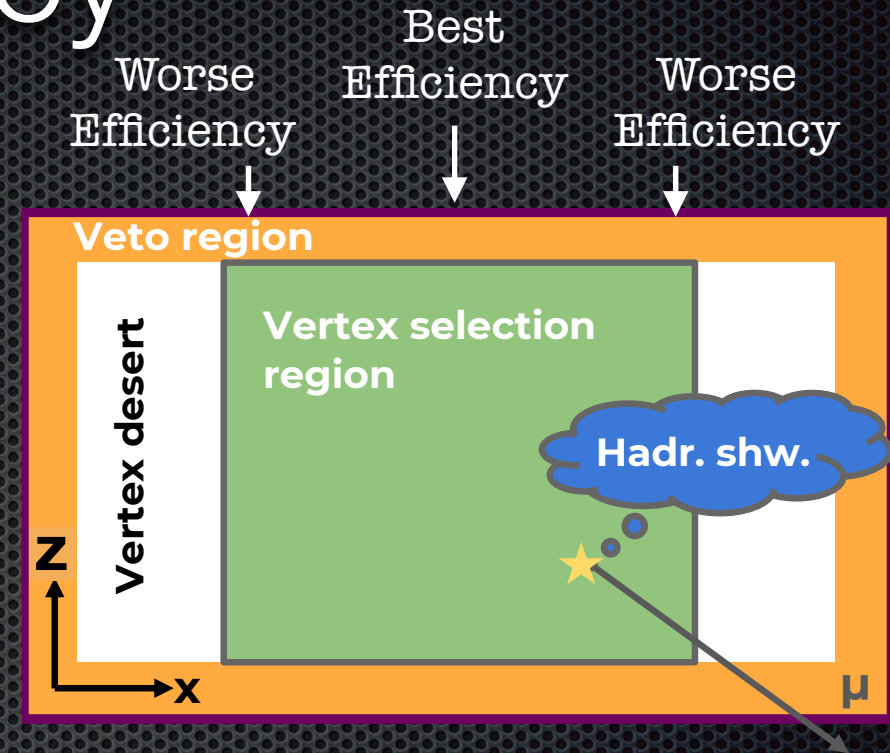 Best
Efficiency
Worse
Efficiency
Worse
Efficiency
Veto region
Vertex selection
region
Vertex desert
Hadr. shw.
z
x
μ